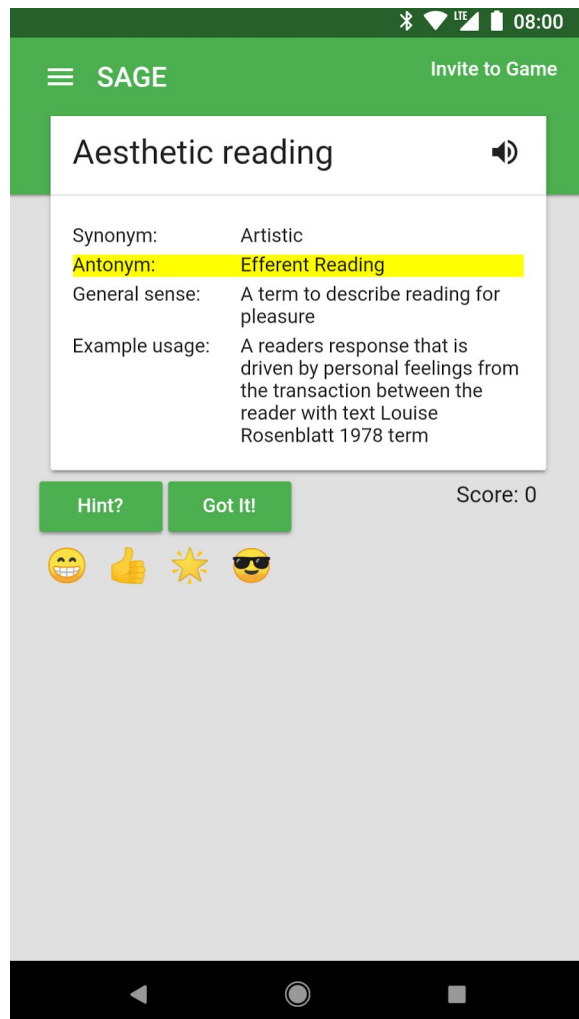 LTE 08:00
SAGE Invite to Game
Aesthetic reading
Synonym: Artistic
Antonym: Efferent Reading
General sense: A term to describe reading for
pleasure
Example usage: A readers response that is
driven by personal feelings from
the transaction between the
reader with text Louise
Rosenblatt 1978 term
Hint? Got It! Score: 0